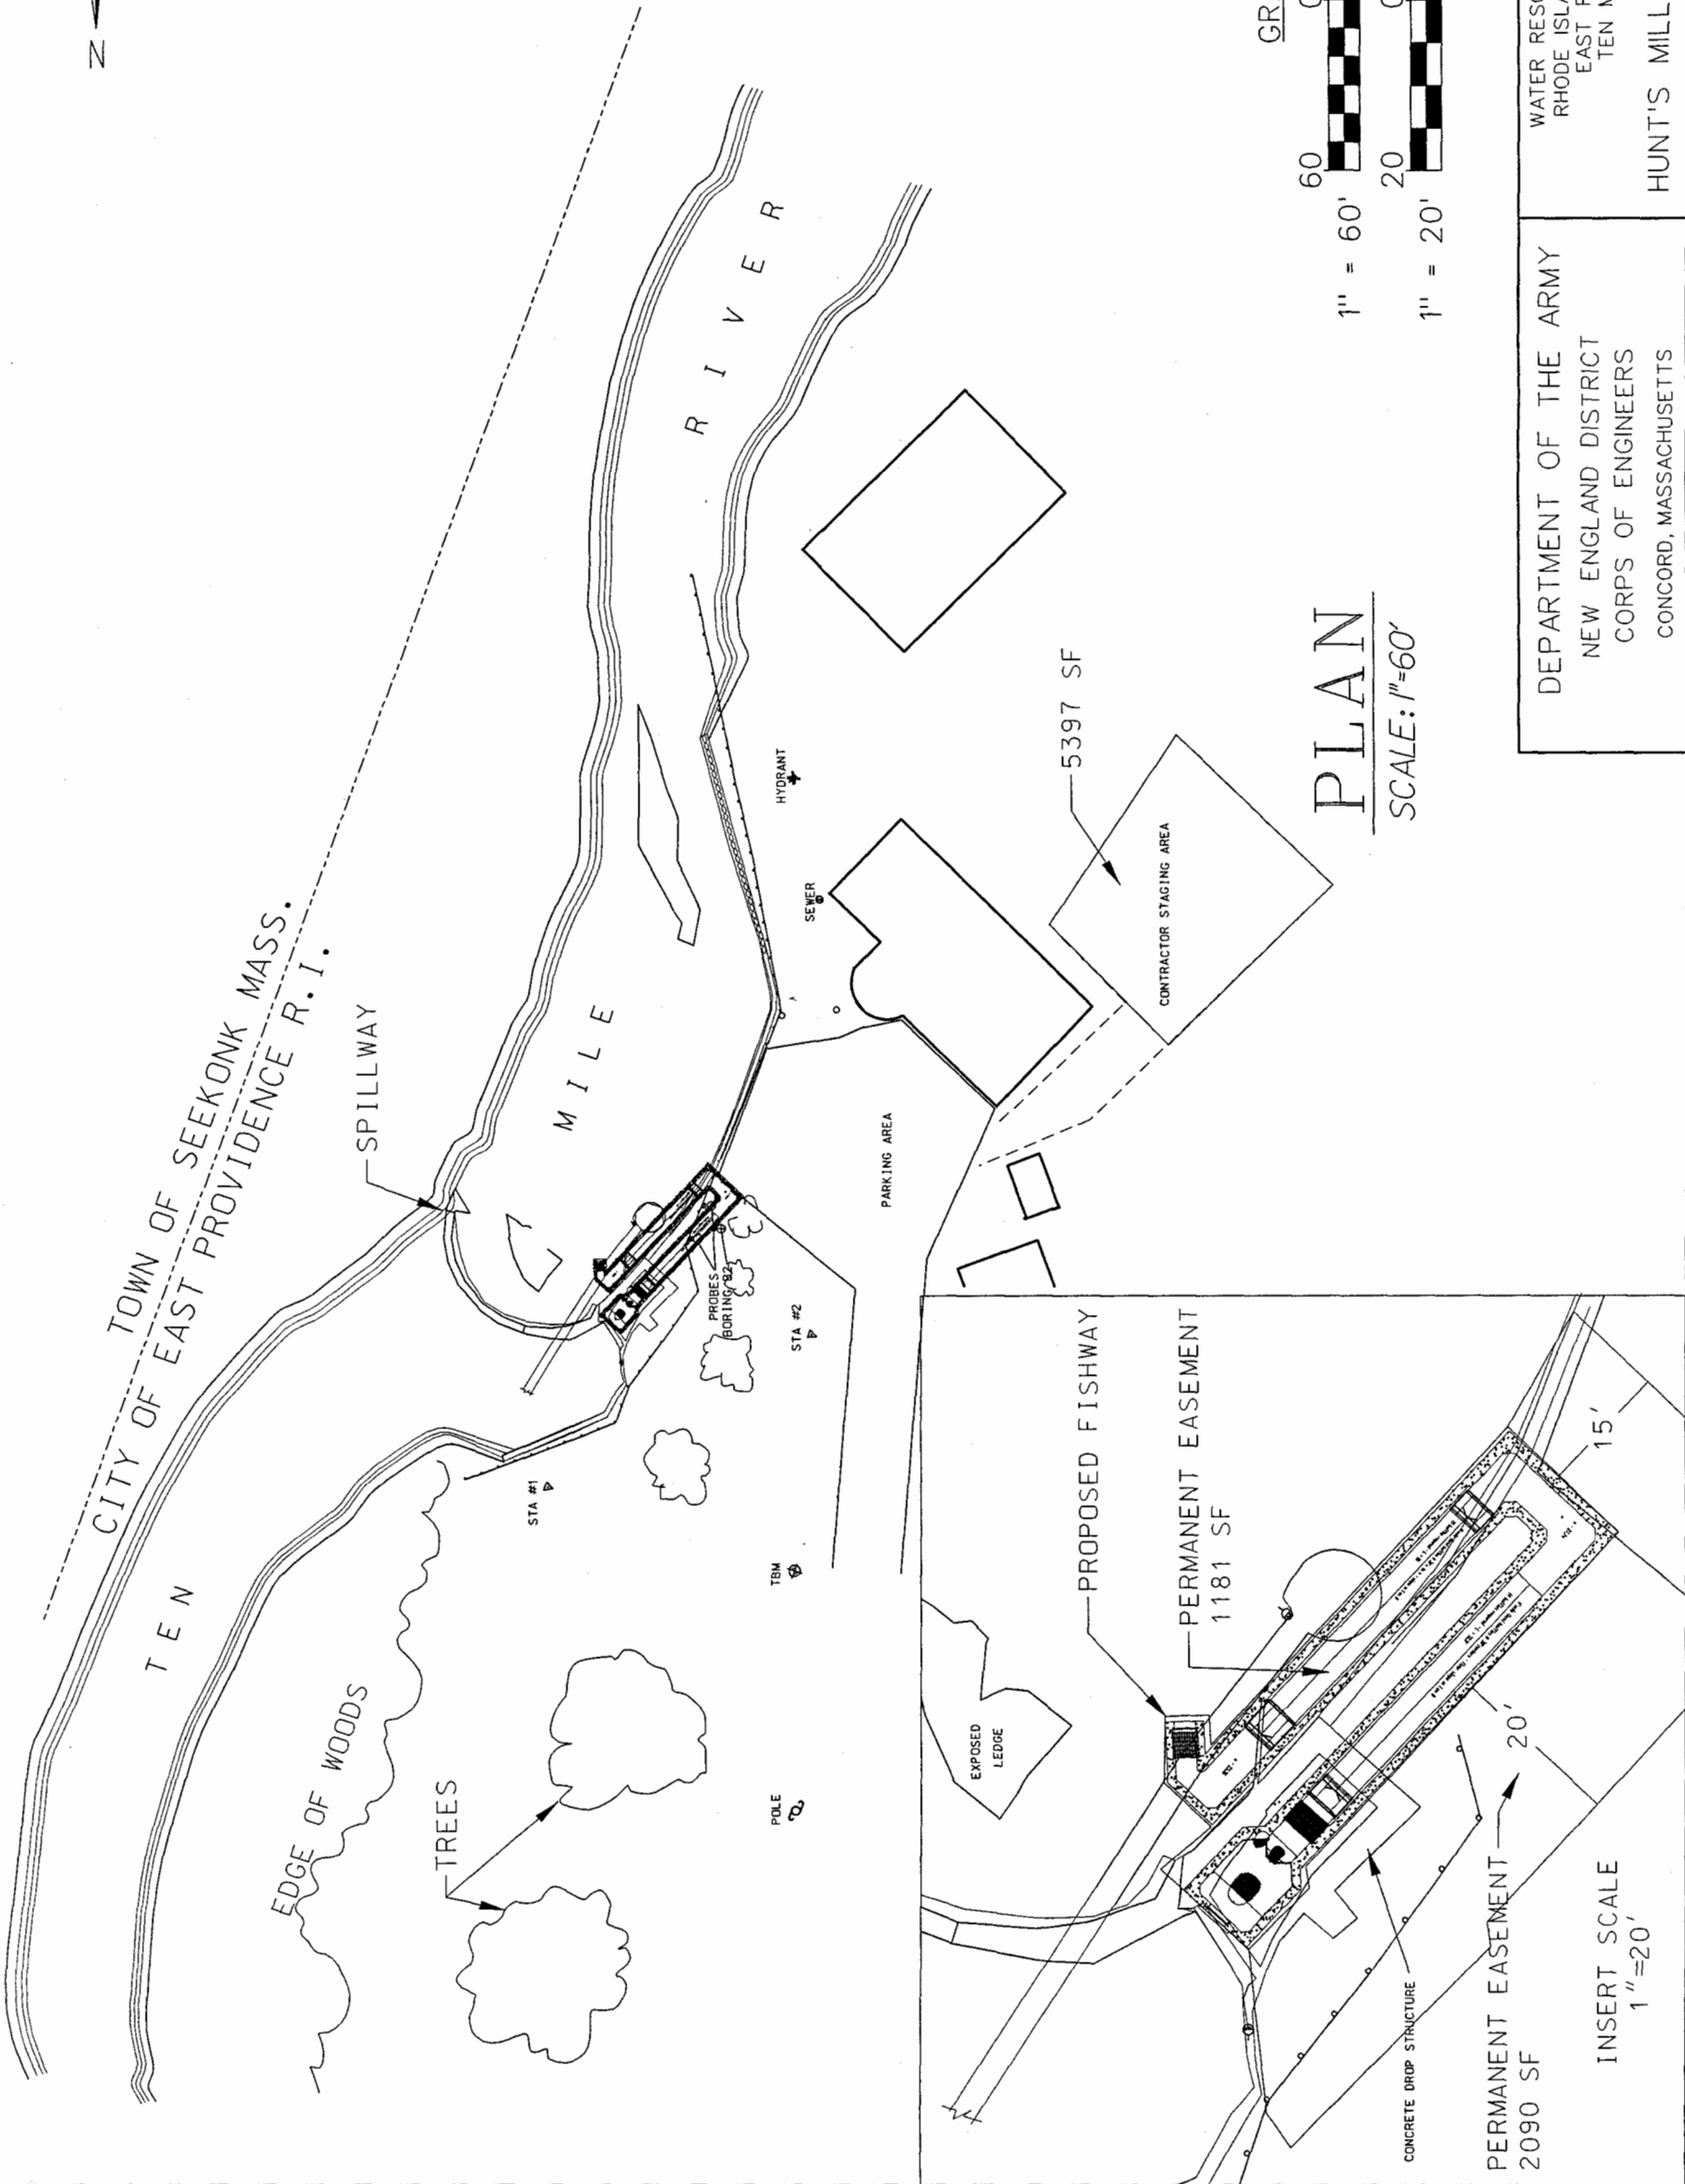 N
TOWN OF SEEKONK MASS.
CITY OF EAST PROVIDENCE R.I.
SPILLWAY
TEN
MILE
RIVER
EDGE OF WOODS
TREES
STA #1
TBM
POLE
PROBES
BORING B2
STA #2
PARKING AREA
SEWER
HYDRANT
5397 SF
CONTRACTOR STAGING AREA
PLAN
SCALE: 1"=60'
EXPOSED
LEDGE
PROPOSED FISHWAY
PERMANENT EASEMENT
1181 SF
15'
20'
CONCRETE DROP STRUCTURE
PERMANENT EASEMENT
2090 SF
INSERT SCALE
1"=20'
GR
1" = 60'
60
0
1" = 20'
20
0
DEPARTMENT OF THE ARMY
NEW ENGLAND DISTRICT
CORPS OF ENGINEERS
CONCORD, MASSACHUSETTS
WATER RESO
RHODE ISLA
EAST
TEN
HUNT'S MILL